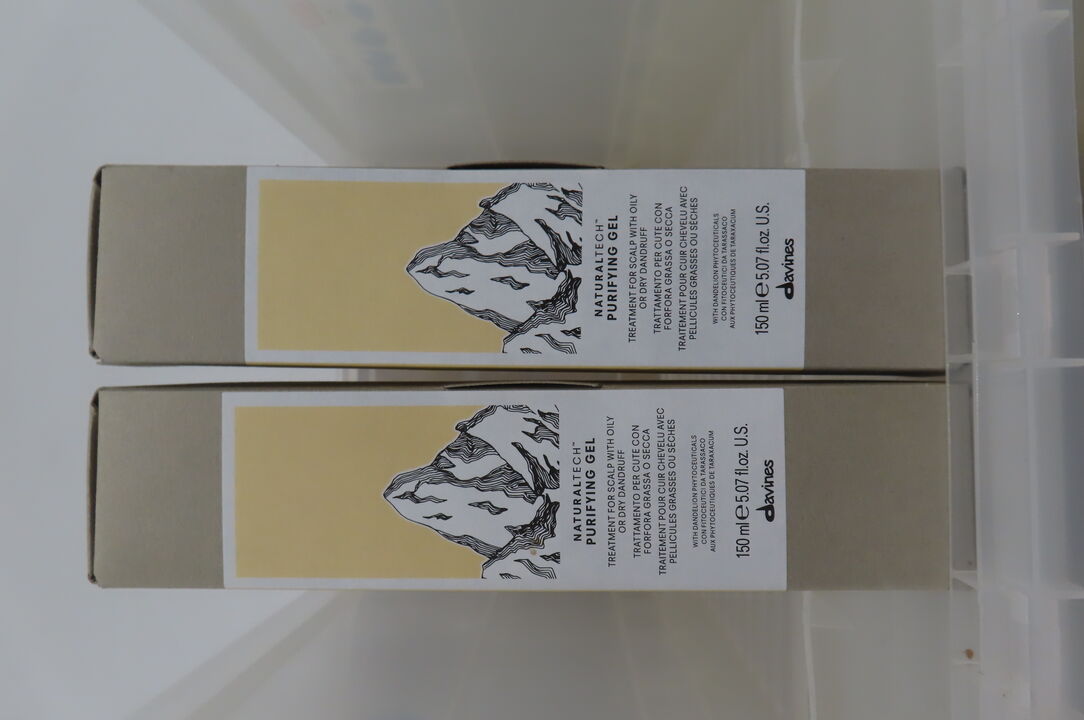 NATURALTECH™
PURIFYING GEL
TREATMENT FOR SCALP WITH OILY
OR DRY DANDRUFF
TRATTAMENTO PER CUTE CON
FORFORA GRASSA O SECCA
TRAITEMENT POUR CUIR CHEVELU AVEC
PELLICULES GRASSES OU SÈCHES
WITH DANDELION PHYTOCEUTICALS
CON FITOCEUTICI DA TARASSACO
AUX PHYTOCEUTIQUES DE TARAXACUM
150 ml ℮ 5.07 fl.oz. U.S.
davines
NATURALTECH™
PURIFYING GEL
TREATMENT FOR SCALP WITH OILY
OR DRY DANDRUFF
TRATTAMENTO PER CUTE CON
FORFORA GRASSA O SECCA
TRAITEMENT POUR CUIR CHEVELU AVEC
PELLICULES GRASSES OU SÈCHES
WITH DANDELION PHYTOCEUTICALS
CON FITOCEUTICI DA TARASSACO
AUX PHYTOCEUTIQUES DE TARAXACUM
150 ml ℮ 5.07 fl.oz. U.S.
davines